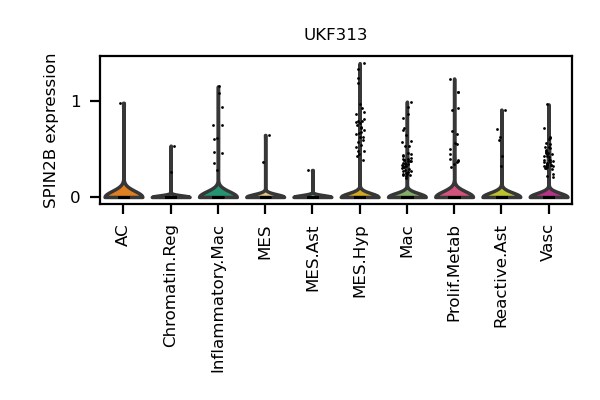 UKF313
SPIN2B expression
1
0
AC
Chromatin.Reg
Inflammatory.Mac
MES
MES.Ast
MES.Hyp
Mac
Prolif.Metab
Reactive.Ast
Vasc